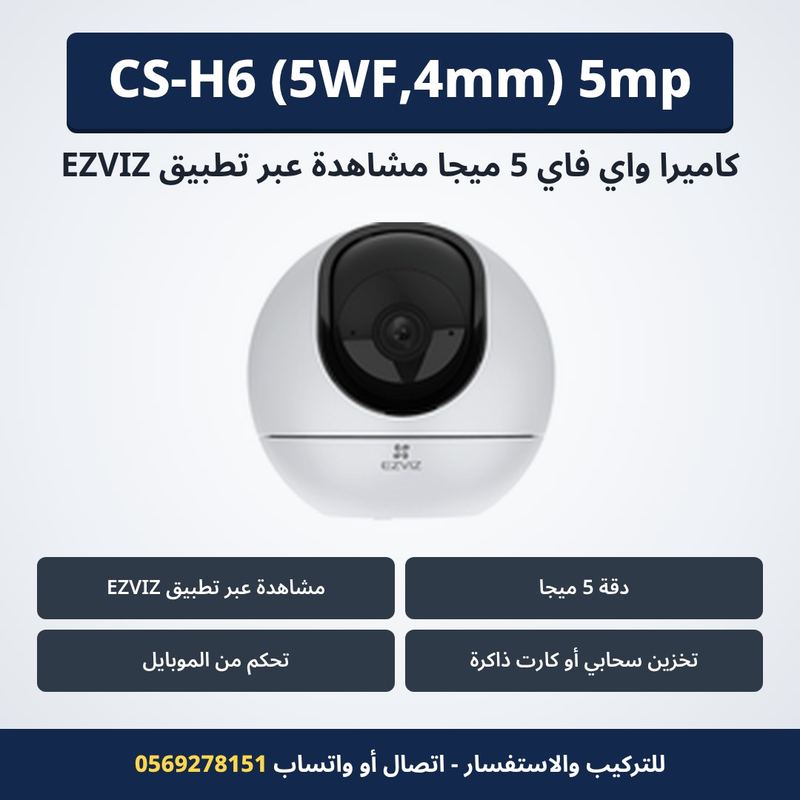 CS-H6 (5WF,4mm) 5mp
كاميرا واي فاي 5 ميجا مشاهدة عبر تطبيق EZVIZ
EZVIZ
دقة 5 ميجا
مشاهدة عبر تطبيق EZVIZ
تخزين سحابي أو كارت ذاكرة
تحكم من الموبايل
للتركيب والاستفسار - اتصال أو واتساب 0569278151